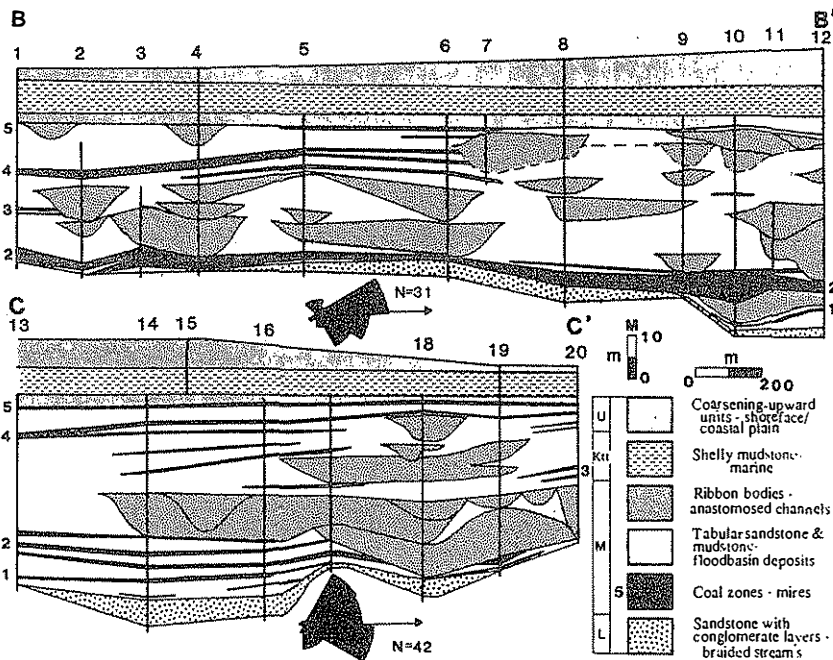 B B'
1 2 3 4 5 6 7 8 9 10 11 12
5
4
3
2
2
1
N=31
C C'
13 14 15 16 18 19 20
5
4
3
2
1
N=42
M
10
m
0
m
0 200
U Coarsening-upward
units - shoreface/
coastal plain
Shelly mudstone-
marine
Ribbon bodies -
anastomosed channels
M Tabular sandstone &
mudstone-
floodbasin deposits
5 Coal zones - mires
L Sandstone with
conglomerate layers -
braided streams